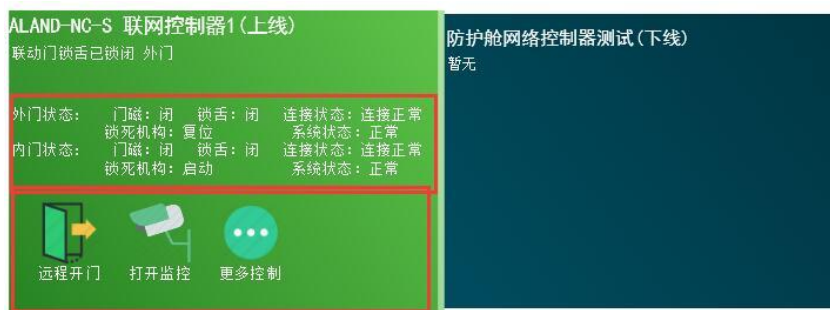 ALAND-NC-S 联网控制器1(上线)
联动门锁舌已锁闭 外门
外门状态: 门磁:闭 锁舌:闭 连接状态:连接正常
锁死机构:复位 系统状态:正常
内门状态: 门磁:闭 锁舌:闭 连接状态:连接正常
锁死机构:启动 系统状态:正常
远程开门 打开监控 更多控制
防护舱网络控制器测试(下线)
暂无